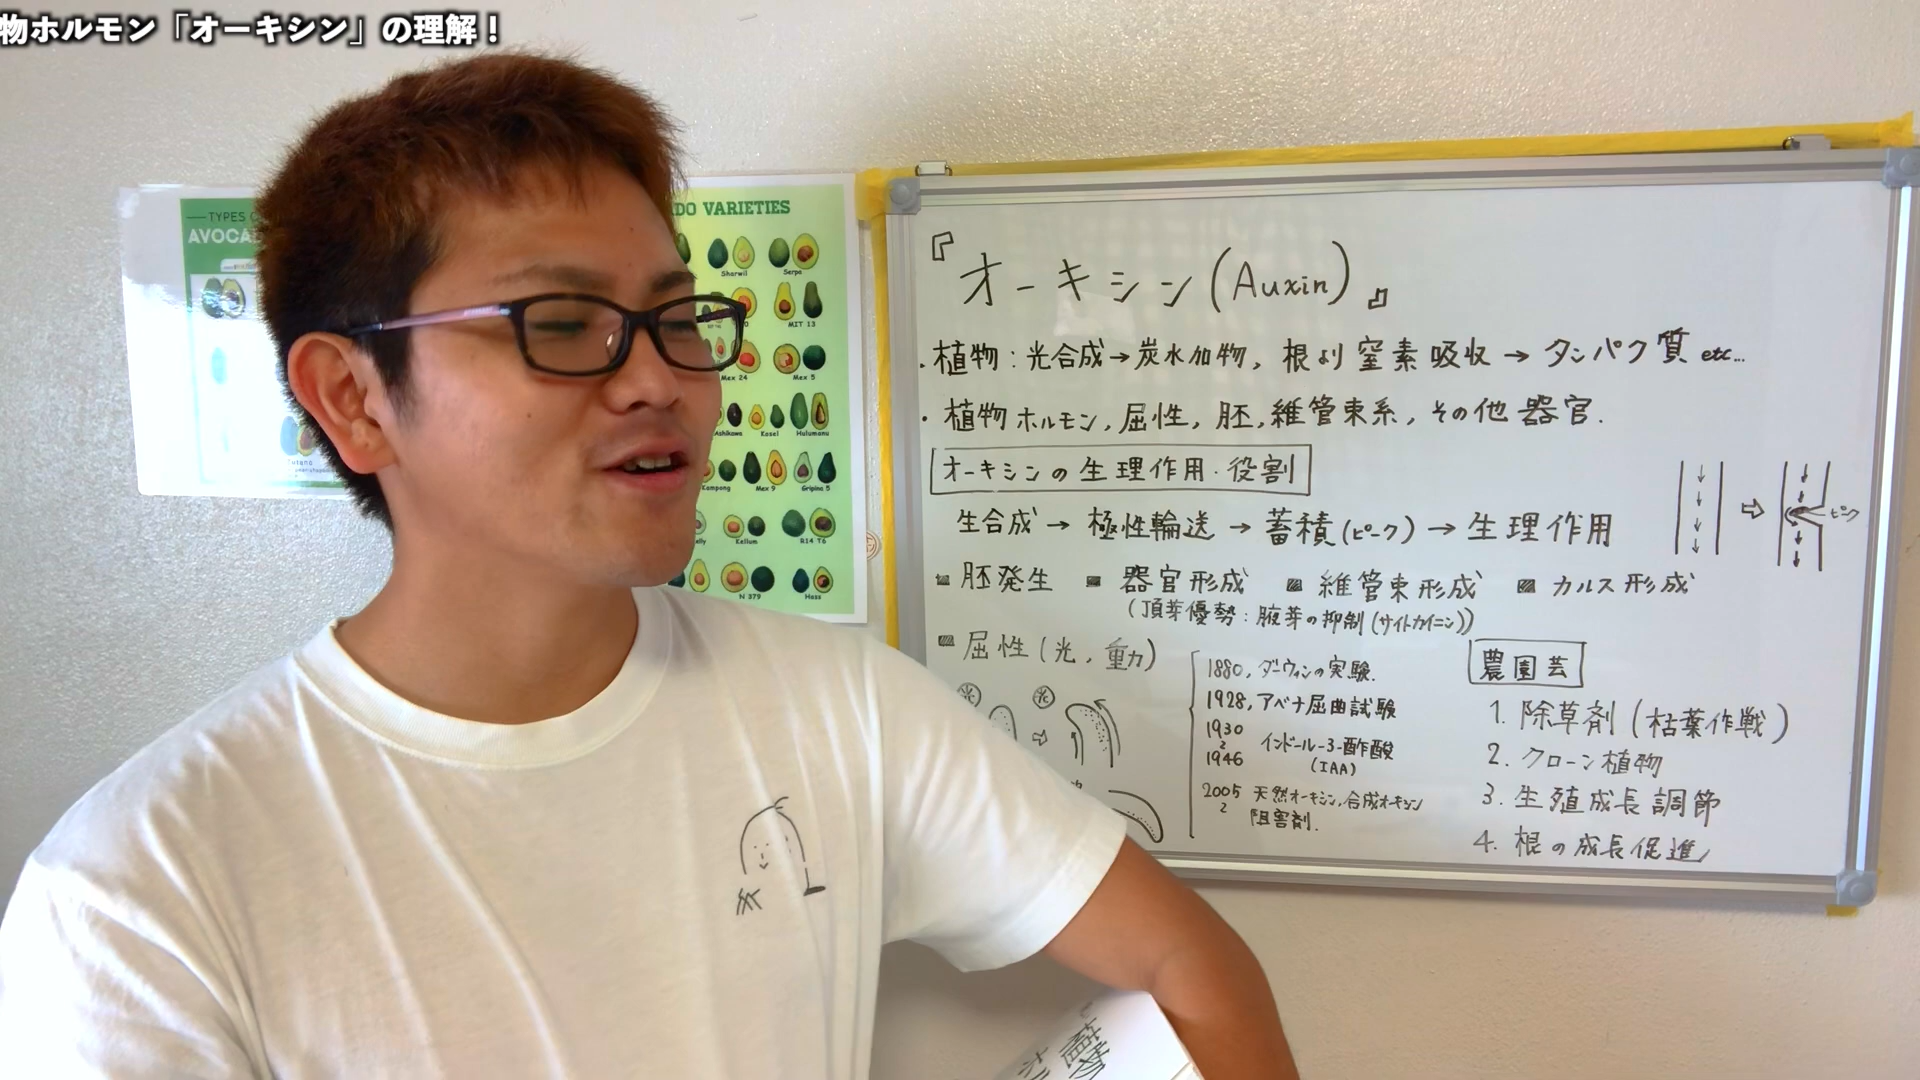 物ホルモン「オーキシン」の理解！
TYPES
AVOCA
DO VARIETIES
Sharwil
Serpa
MIT 13
Mex 24
Mex 5
Ashikawa
Kosel
Hulumanu
Kampong
Mex 9
Gripina 5
Kellum
R14 T6
N 379
Hass
『オーキシン(Auxin)』
・植物：光合成→炭水加物，根より窒素吸収→タンパク質 etc...
・植物ホルモン，屈性，胚，維管束系，その他器官．
オーキシンの生理作用・役割
生合成→極性輸送→蓄積(ピーク)→生理作用
ピーク
胚発生 器官形成 維管束形成 カルス形成
(頂芽優勢：腋芽の抑制(サイトカイニン))
屈性(光，重力)
光 光
1880，ダーウィンの実験．
1928，アベナ屈曲試験
1930
〜
1946
インドール-3-酢酸
(IAA)
2005
〜
天然オーキシン，合成オーキシン
阻害剤．
農園芸
1. 除草剤(枯葉作戦)
2. クローン植物
3. 生殖成長調節
4. 根の成長促進
植物